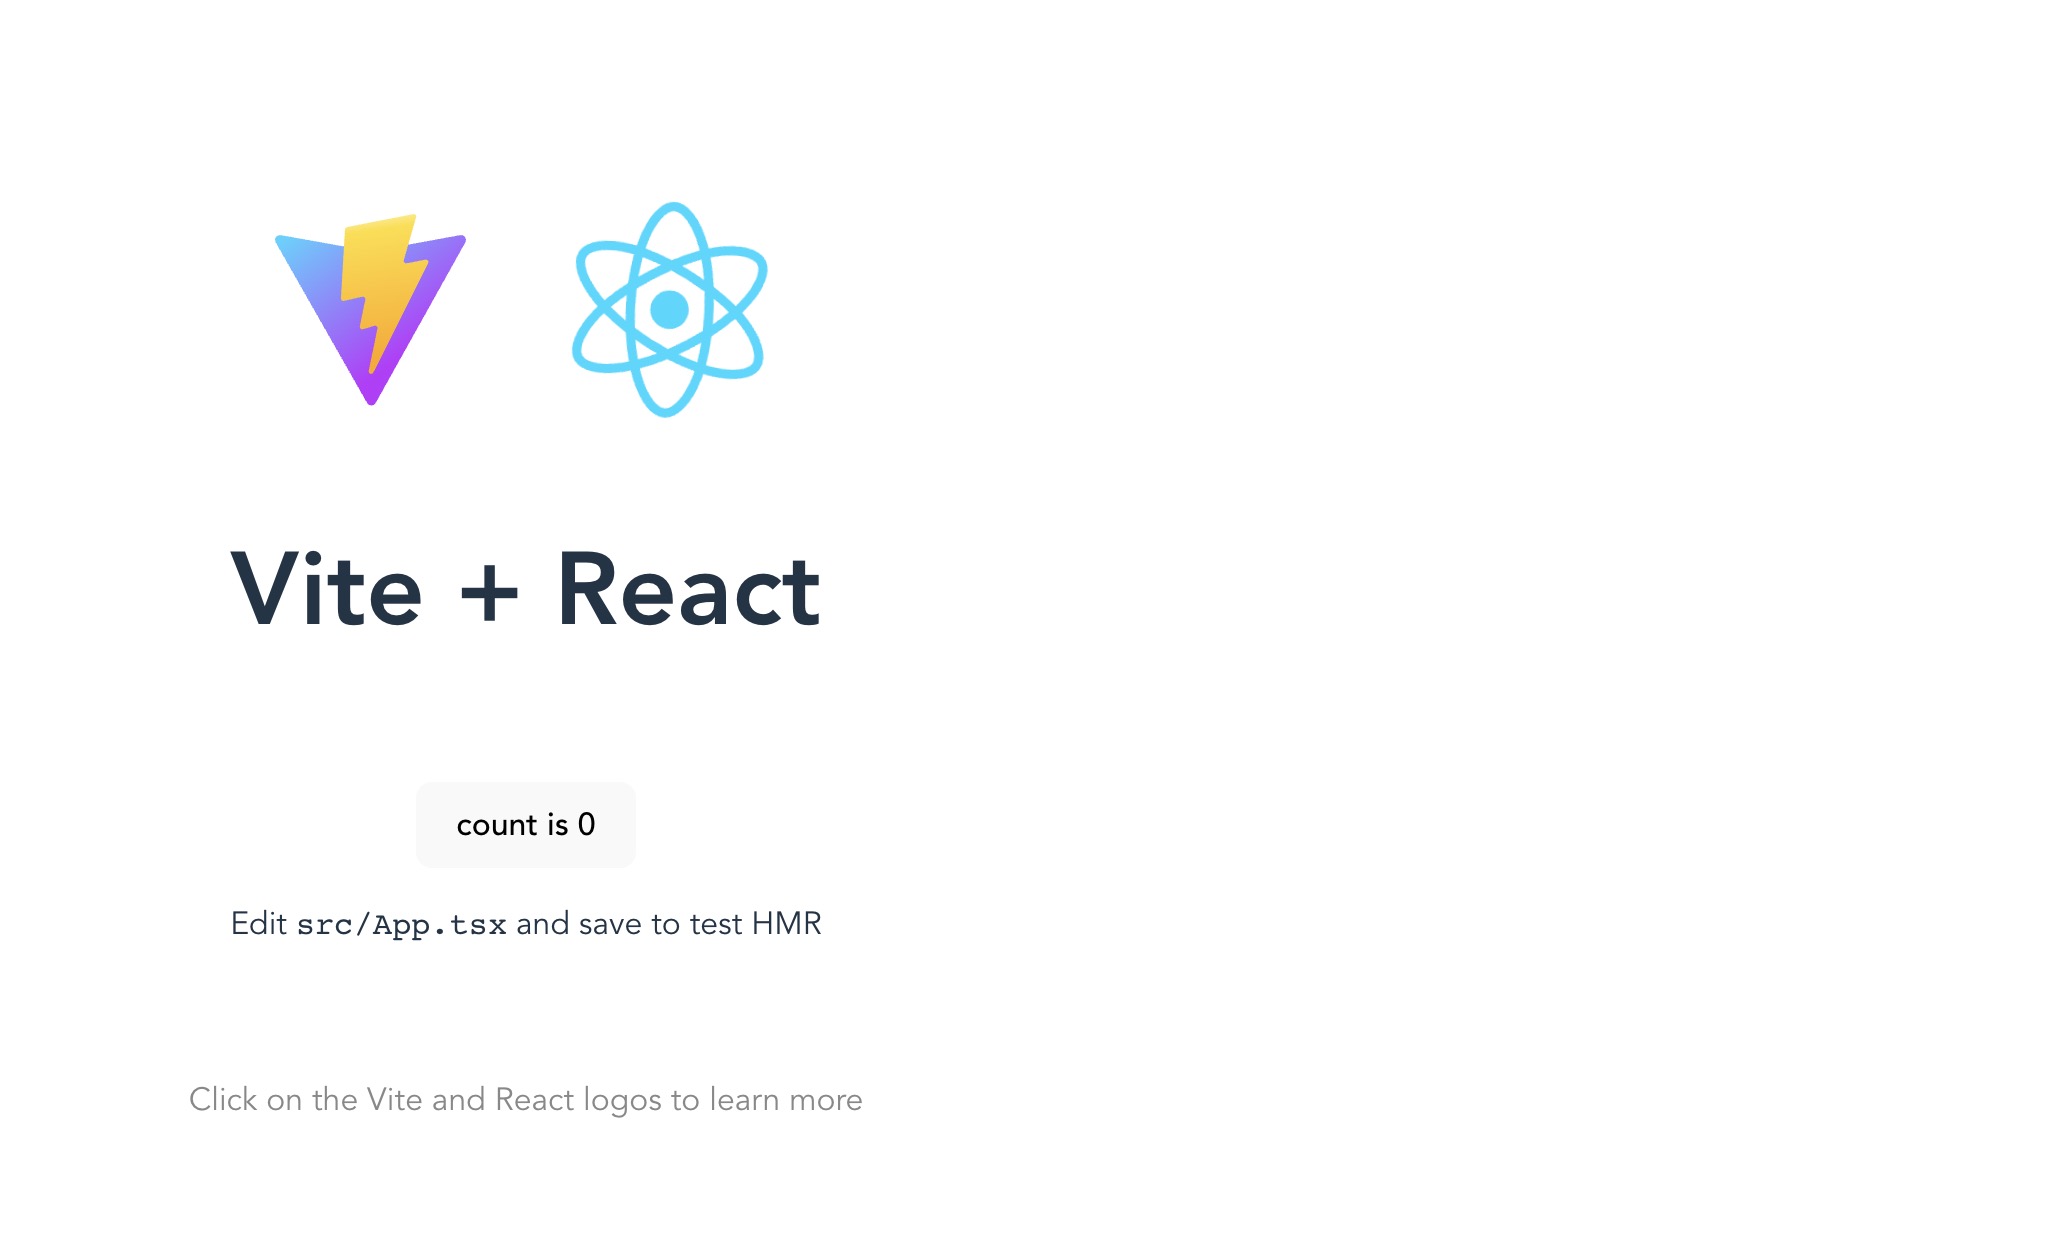 Vite + React
count is 0
Edit src/App.tsx and save to test HMR
Click on the Vite and React logos to learn more